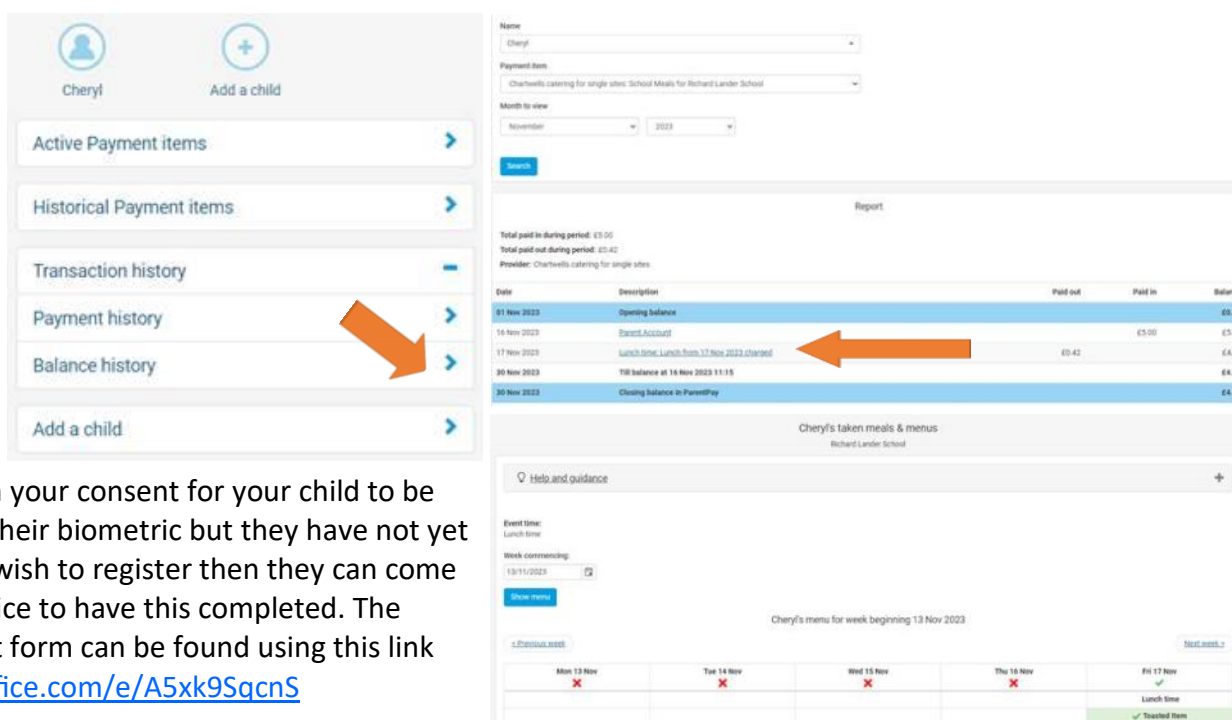 Cheryl
Add a child
Active Payment items
Historical Payment items
Transaction history
Payment history
Balance history
Add a child
your consent for your child to be
heir biometric but they have not yet
wish to register then they can come
ice to have this completed. The
form can be found using this link
fice.com/e/A5xk9SqcnS
Name
Cheryl
Payment item
Chartwells catering for single sites: School Meals for Richard Lander School
Month to view
November 2023
Search
Report
Total paid in during period: £5.00
Total paid out during period: £0.42
Provider: Chartwells catering for single sites
Date Description Paid out Paid in
01 Nov 2023 Opening balance
16 Nov 2023 Parent Account £5.00
17 Nov 2023 Lunch time: Lunch from 17 Nov 2023 charged £0.42
30 Nov 2023 Till balance at 16 Nov 2023 11:15
30 Nov 2023 Closing balance in ParentPay
Cheryl's taken meals & menus
Richard Lander School
Help and guidance
Event time:
Lunch time
Week commencing:
13/11/2023
Show menu
Cheryl's menu for week beginning 13 Nov 2023
< Previous week Next week >
Mon 13 Nov Tue 14 Nov Wed 15 Nov Thu 16 Nov Fri 17 Nov
Lunch time
Toasted Item